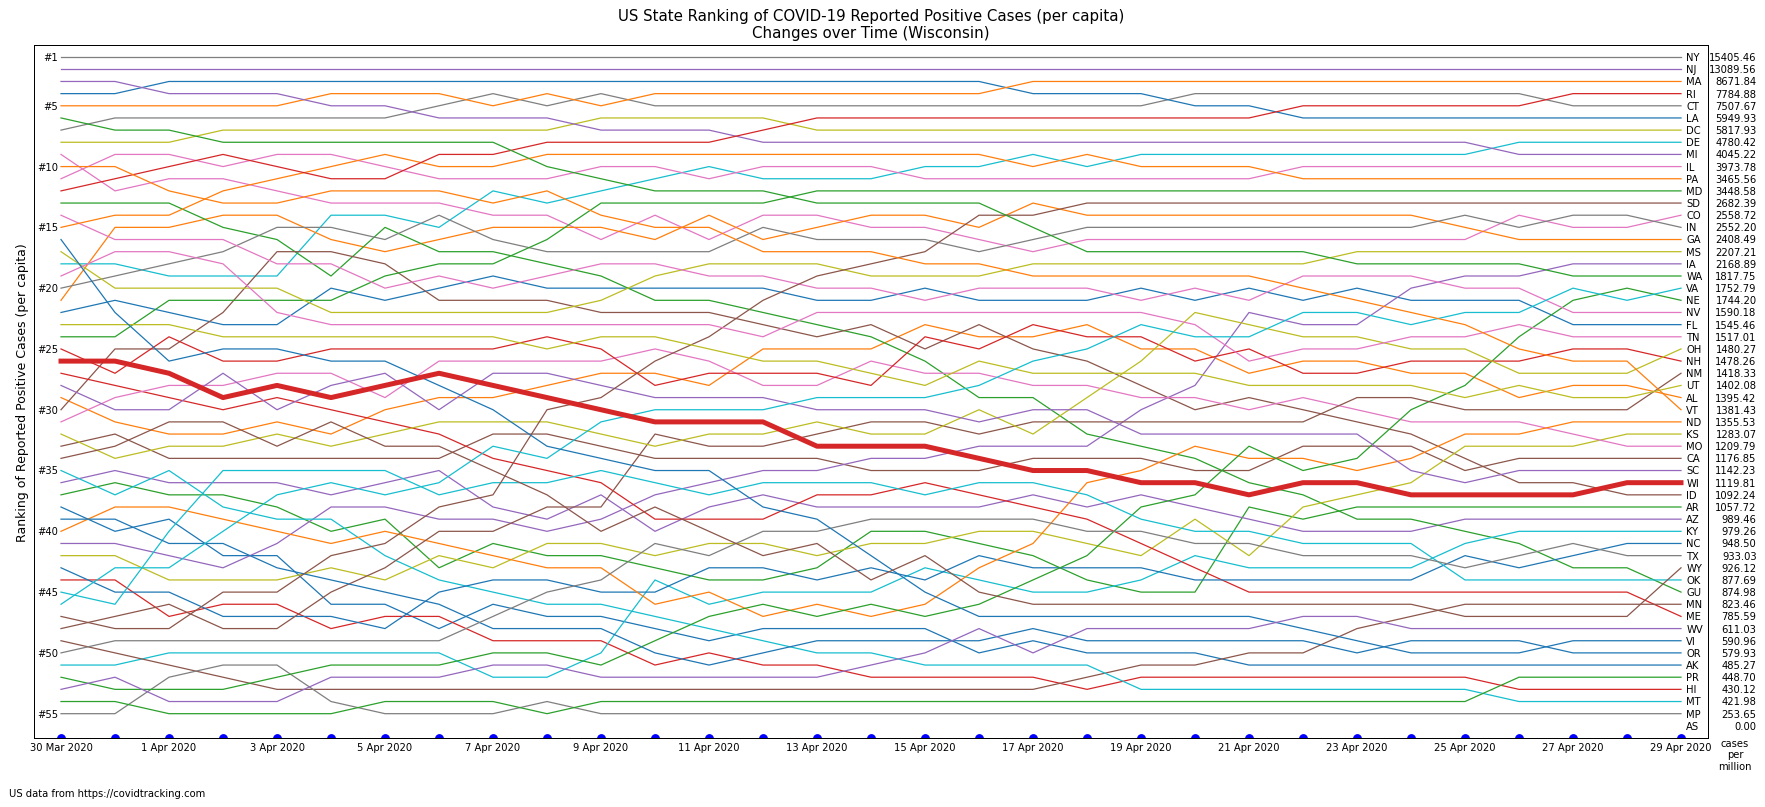 US State Ranking of COVID-19 Reported Positive Cases (per capita)
Changes over Time (Wisconsin)
Ranking of Reported Positive Cases (per capita)
#1
#5
#10
#15
#20
#25
#30
#35
#40
#45
#50
#55
NY 15405.46
NJ 13089.56
MA 8671.84
RI 7784.88
CT 7507.67
LA 5949.93
DC 5817.93
DE 4780.42
MI 4045.22
IL 3973.78
PA 3465.56
MD 3448.58
SD 2682.39
CO 2558.72
IN 2552.20
GA 2408.49
MS 2207.21
IA 2168.89
WA 1817.75
VA 1752.79
NE 1744.20
NV 1590.18
FL 1545.46
TN 1517.01
OH 1480.27
NH 1478.26
NM 1418.33
UT 1402.08
AL 1395.42
VT 1381.43
ND 1355.53
KS 1283.07
MO 1209.79
CA 1176.85
SC 1142.23
WI 1119.81
ID 1092.24
AR 1057.72
AZ 989.46
KY 979.26
NC 948.50
TX 933.03
WY 926.12
OK 877.69
GU 874.98
MN 823.46
ME 785.59
WV 611.03
VI 590.96
OR 579.93
AK 485.27
PR 448.70
HI 430.12
MT 421.98
MP 253.65
AS 0.00
30 Mar 2020 1 Apr 2020 3 Apr 2020 5 Apr 2020 7 Apr 2020 9 Apr 2020 11 Apr 2020 13 Apr 2020 15 Apr 2020 17 Apr 2020 19 Apr 2020 21 Apr 2020 23 Apr 2020 25 Apr 2020 27 Apr 2020 29 Apr 2020
cases
per
million
US data from https://covidtracking.com